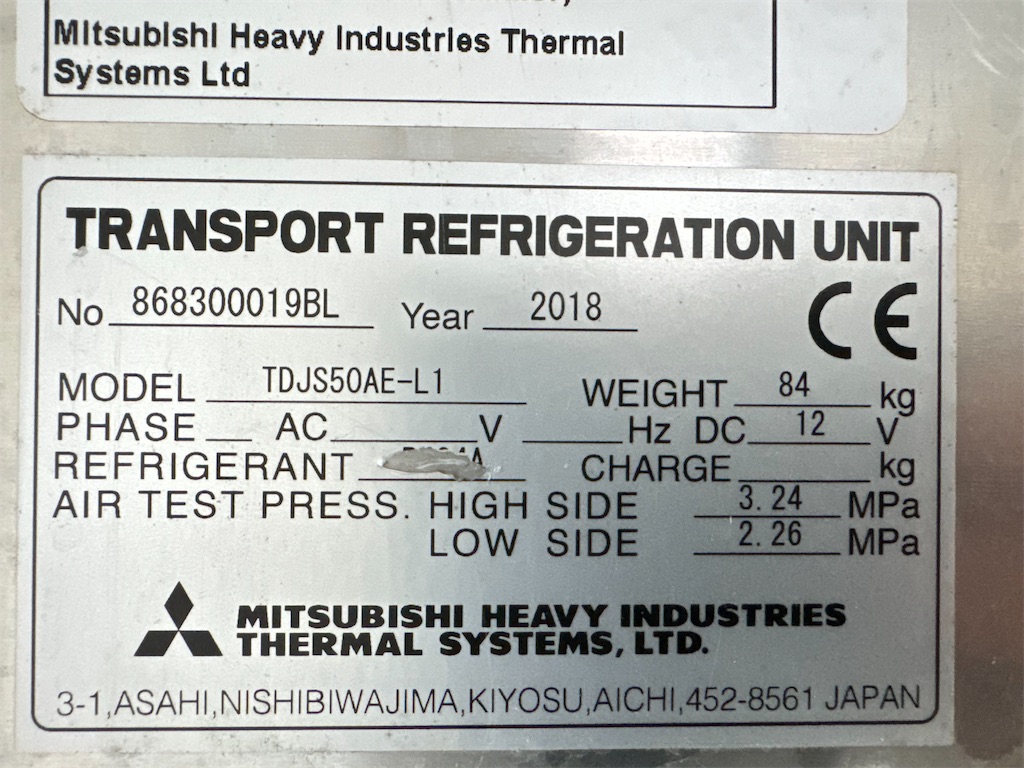 Mitsubishi Heavy Industries Thermal
Systems Ltd
TRANSPORT REFRIGERATION UNIT
No 868300019BL Year 2018
CE
MODEL TDJS50AE-L1 WEIGHT 84 kg
PHASE AC V Hz DC 12 V
REFRIGERANT CHARGE kg
AIR TEST PRESS. HIGH SIDE 3.24 MPa
LOW SIDE 2.26 MPa
MITSUBISHI HEAVY INDUSTRIES
THERMAL SYSTEMS, LTD.
3-1,ASAHI,NISHIBIWAJIMA,KIYOSU,AICHI,452-8561 JAPAN